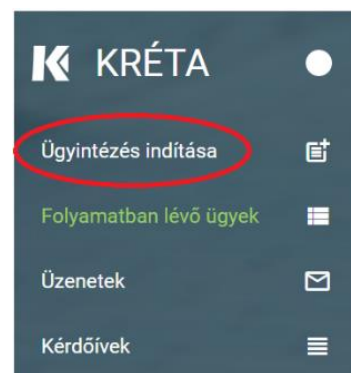 KRÉTA
Ügyintézés indítása
Folyamatban lévő ügyek
Üzenetek
Kérdőívek